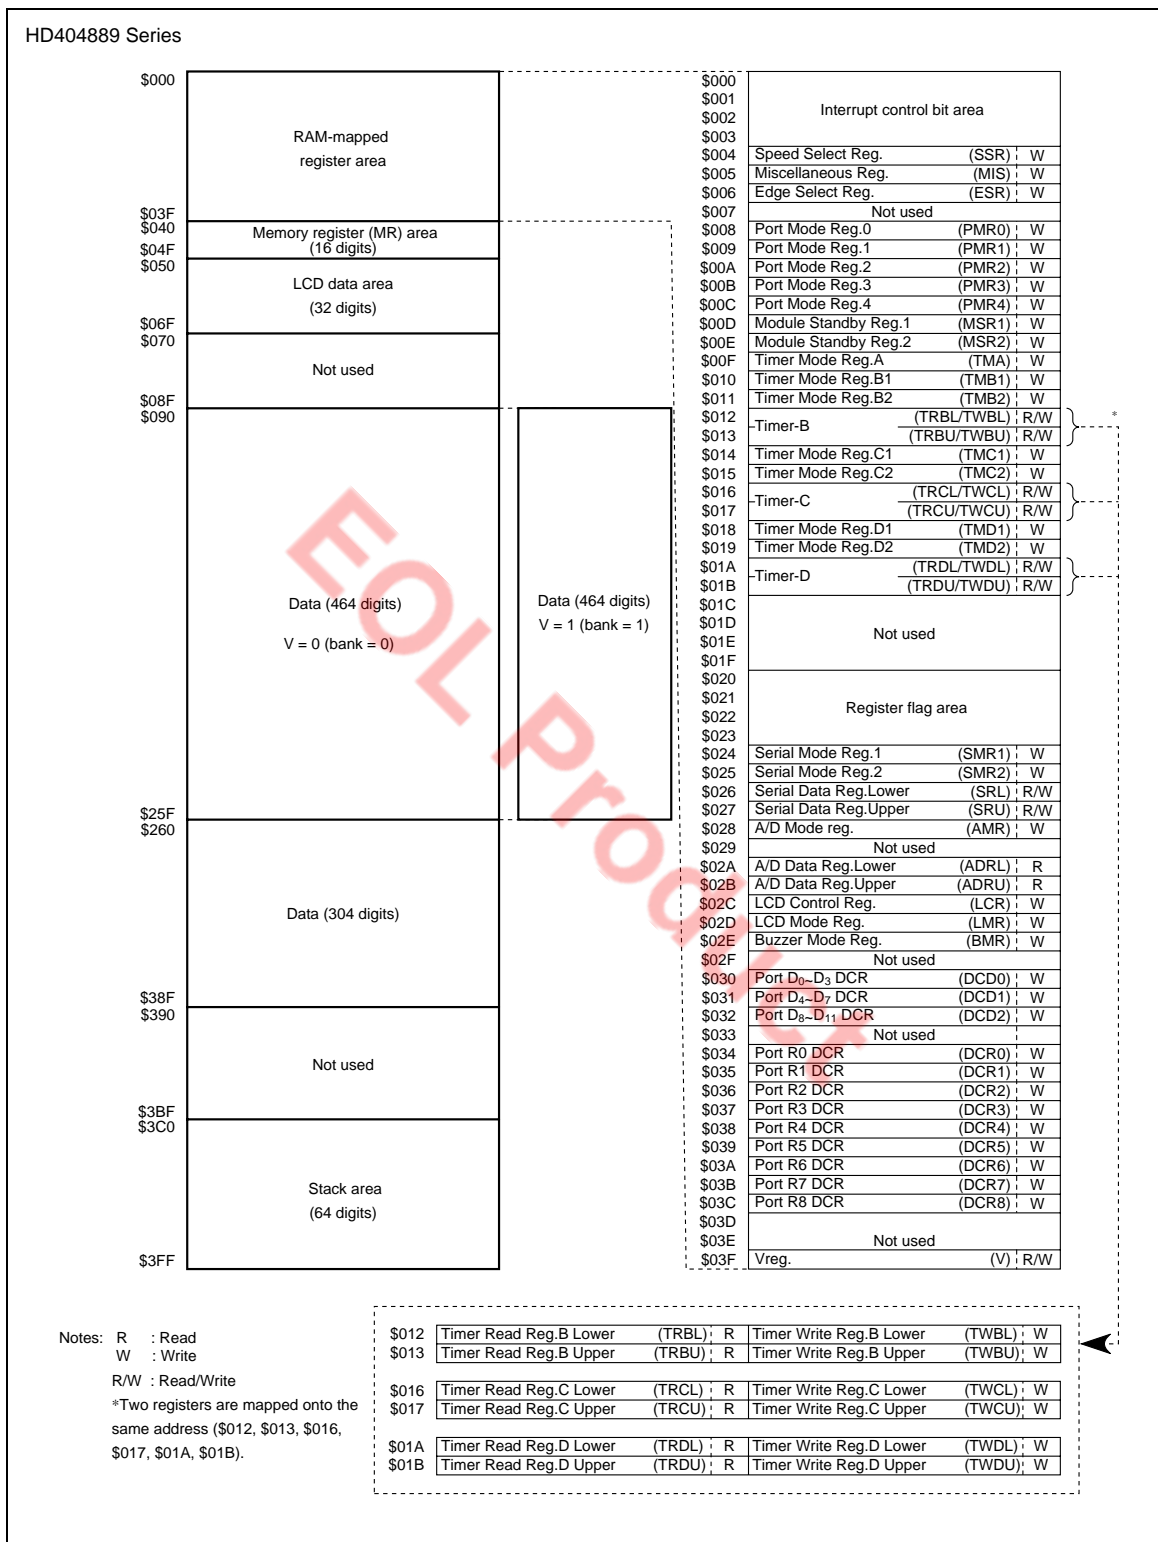 HD404889 Series
$000
RAM-mapped
register area
$03F
$040
Memory register (MR) area
(16 digits)
$04F
$050
LCD data area
(32 digits)
$06F
$070
Not used
$08F
$090
Data (464 digits)
V = 0 (bank = 0)
Data (464 digits)
V = 1 (bank = 1)
$25F
$260
Data (304 digits)
$38F
$390
Not used
$3BF
$3C0
Stack area
(64 digits)
$3FF
$000
$001
Interrupt control bit area
$002
$003
$004 Speed Select Reg. (SSR) W
$005 Miscellaneous Reg. (MIS) W
$006 Edge Select Reg. (ESR) W
$007 Not used
$008 Port Mode Reg.0 (PMR0) W
$009 Port Mode Reg.1 (PMR1) W
$00A Port Mode Reg.2 (PMR2) W
$00B Port Mode Reg.3 (PMR3) W
$00C Port Mode Reg.4 (PMR4) W
$00D Module Standby Reg.1 (MSR1) W
$00E Module Standby Reg.2 (MSR2) W
$00F Timer Mode Reg.A (TMA) W
$010 Timer Mode Reg.B1 (TMB1) W
$011 Timer Mode Reg.B2 (TMB2) W
$012 (TRBL/TWBL) R/W *
Timer-B
$013 (TRBU/TWBU) R/W
$014 Timer Mode Reg.C1 (TMC1) W
$015 Timer Mode Reg.C2 (TMC2) W
$016 (TRCL/TWCL) R/W
Timer-C
$017 (TRCU/TWCU) R/W
$018 Timer Mode Reg.D1 (TMD1) W
$019 Timer Mode Reg.D2 (TMD2) W
$01A (TRDL/TWDL) R/W
Timer-D
$01B (TRDU/TWDU) R/W
$01C
$01D
Not used
$01E
$01F
$020
$021
Register flag area
$022
$023
$024 Serial Mode Reg.1 (SMR1) W
$025 Serial Mode Reg.2 (SMR2) W
$026 Serial Data Reg.Lower (SRL) R/W
$027 Serial Data Reg.Upper (SRU) R/W
$028 A/D Mode reg. (AMR) W
$029 Not used
$02A A/D Data Reg.Lower (ADRL) R
$02B A/D Data Reg.Upper (ADRU) R
$02C LCD Control Reg. (LCR) W
$02D LCD Mode Reg. (LMR) W
$02E Buzzer Mode Reg. (BMR) W
$02F Not used
$030 Port D0~D3 DCR (DCD0) W
$031 Port D4~D7 DCR (DCD1) W
$032 Port D8~D11 DCR (DCD2) W
$033 Not used
$034 Port R0 DCR (DCR0) W
$035 Port R1 DCR (DCR1) W
$036 Port R2 DCR (DCR2) W
$037 Port R3 DCR (DCR3) W
$038 Port R4 DCR (DCR4) W
$039 Port R5 DCR (DCR5) W
$03A Port R6 DCR (DCR6) W
$03B Port R7 DCR (DCR7) W
$03C Port R8 DCR (DCR8) W
$03D
$03E Not used
$03F Vreg. (V) R/W
EOL Product
Notes: R : Read
W : Write
R/W : Read/Write
*Two registers are mapped onto the
same address ($012, $013, $016,
$017, $01A, $01B).
$012 Timer Read Reg.B Lower (TRBL) R Timer Write Reg.B Lower (TWBL) W
$013 Timer Read Reg.B Upper (TRBU) R Timer Write Reg.B Upper (TWBU) W
$016 Timer Read Reg.C Lower (TRCL) R Timer Write Reg.C Lower (TWCL) W
$017 Timer Read Reg.C Upper (TRCU) R Timer Write Reg.C Upper (TWCU) W
$01A Timer Read Reg.D Lower (TRDL) R Timer Write Reg.D Lower (TWDL) W
$01B Timer Read Reg.D Upper (TRDU) R Timer Write Reg.D Upper (TWDU) W